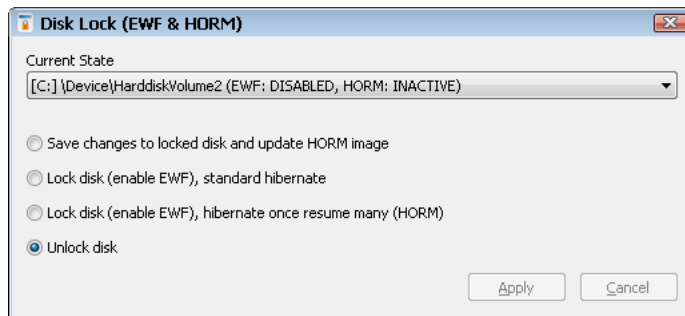 Disk Lock (EWF & HORM)
Current State
[C:] \Device\HarddiskVolume2 (EWF: DISABLED, HORM: INACTIVE)
Save changes to locked disk and update HORM image
Lock disk (enable EWF), standard hibernate
Lock disk (enable EWF), hibernate once resume many (HORM)
Unlock disk
Apply Cancel